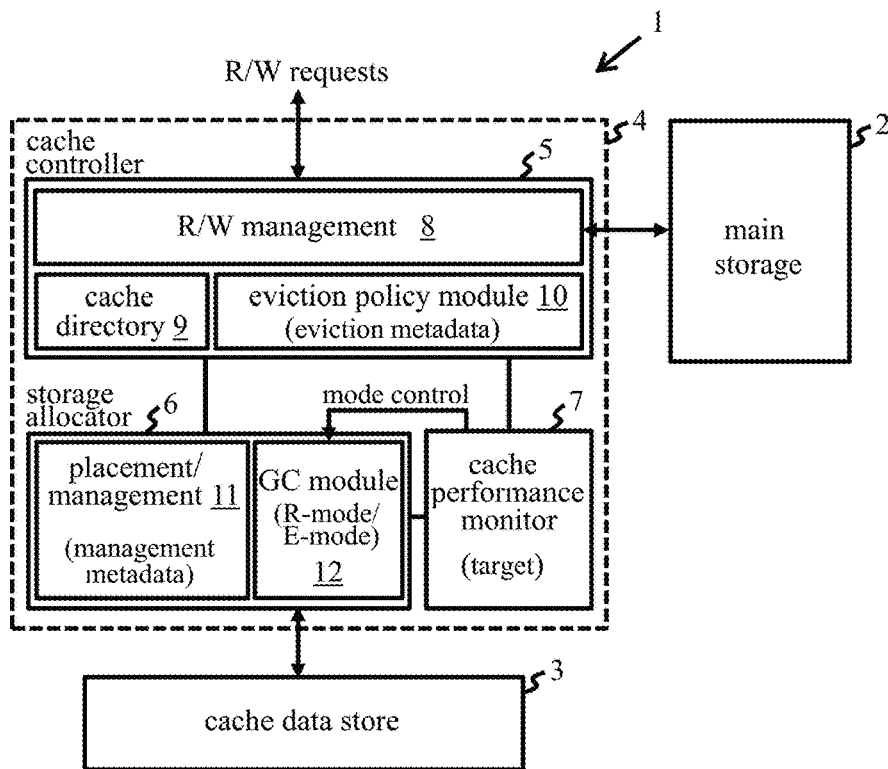 1
R/W requests
4
2
cache
controller
5
R/W management 8
main
storage
cache
directory 9
eviction policy module 10
(eviction metadata)
storage
allocator
6
mode control
7
placement/
management 11
(management
metadata)
GC module
(R-mode/
E-mode)
12
cache
performance
monitor
(target)
3
cache data store